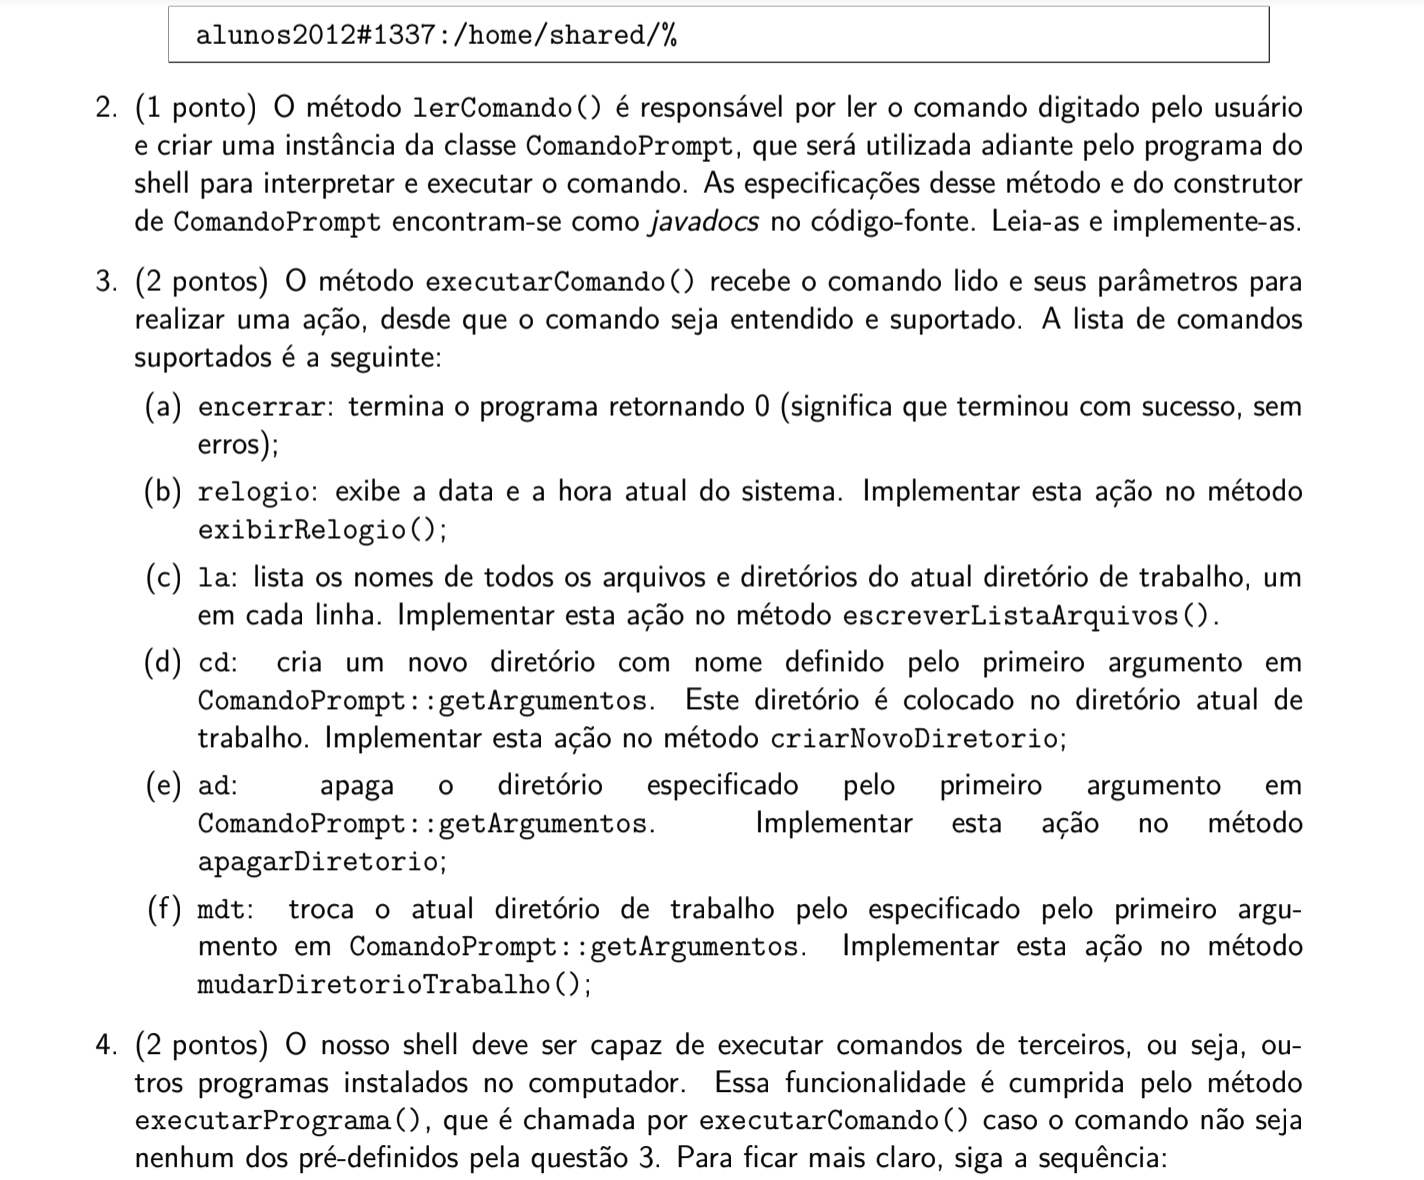 alunos2012#1337:/home/shared/%
2. (1 ponto) O método lerComando() é responsável por ler o comando digitado pelo usuário
e criar uma instância da classe ComandoPrompt, que será utilizada adiante pelo programa do
shell para interpretar e executar o comando. As especificações desse método e do construtor
de ComandoPrompt encontram-se como javadocs no código-fonte. Leia-as e implemente-as.
3. (2 pontos) O método executarComando() recebe o comando lido e seus parâmetros para
realizar uma ação, desde que o comando seja entendido e suportado. A lista de comandos
suportados é a seguinte:
(a) encerrar: termina o programa retornando 0 (significa que terminou com sucesso, sem
erros);
(b) relogio: exibe a data e a hora atual do sistema. Implementar esta ação no método
exibirRelogio();
(c) la: lista os nomes de todos os arquivos e diretórios do atual diretório de trabalho, um
em cada linha. Implementar esta ação no método escreverListaArquivos().
(d) cd: cria um novo diretório com nome definido pelo primeiro argumento em
ComandoPrompt::getArgumentos. Este diretório é colocado no diretório atual de
trabalho. Implementar esta ação no método criarNovoDiretorio;
(e) ad: apaga o diretório especificado pelo primeiro argumento em
ComandoPrompt::getArgumentos. Implementar esta ação no método
apagarDiretorio;
(f) mdt: troca o atual diretório de trabalho pelo especificado pelo primeiro argu-
mento em ComandoPrompt::getArgumentos. Implementar esta ação no método
mudarDiretorioTrabalho();
4. (2 pontos) O nosso shell deve ser capaz de executar comandos de terceiros, ou seja, ou-
tros programas instalados no computador. Essa funcionalidade é cumprida pelo método
executarPrograma(), que é chamada por executarComando() caso o comando não seja
nenhum dos pré-definidos pela questão 3. Para ficar mais claro, siga a sequência: